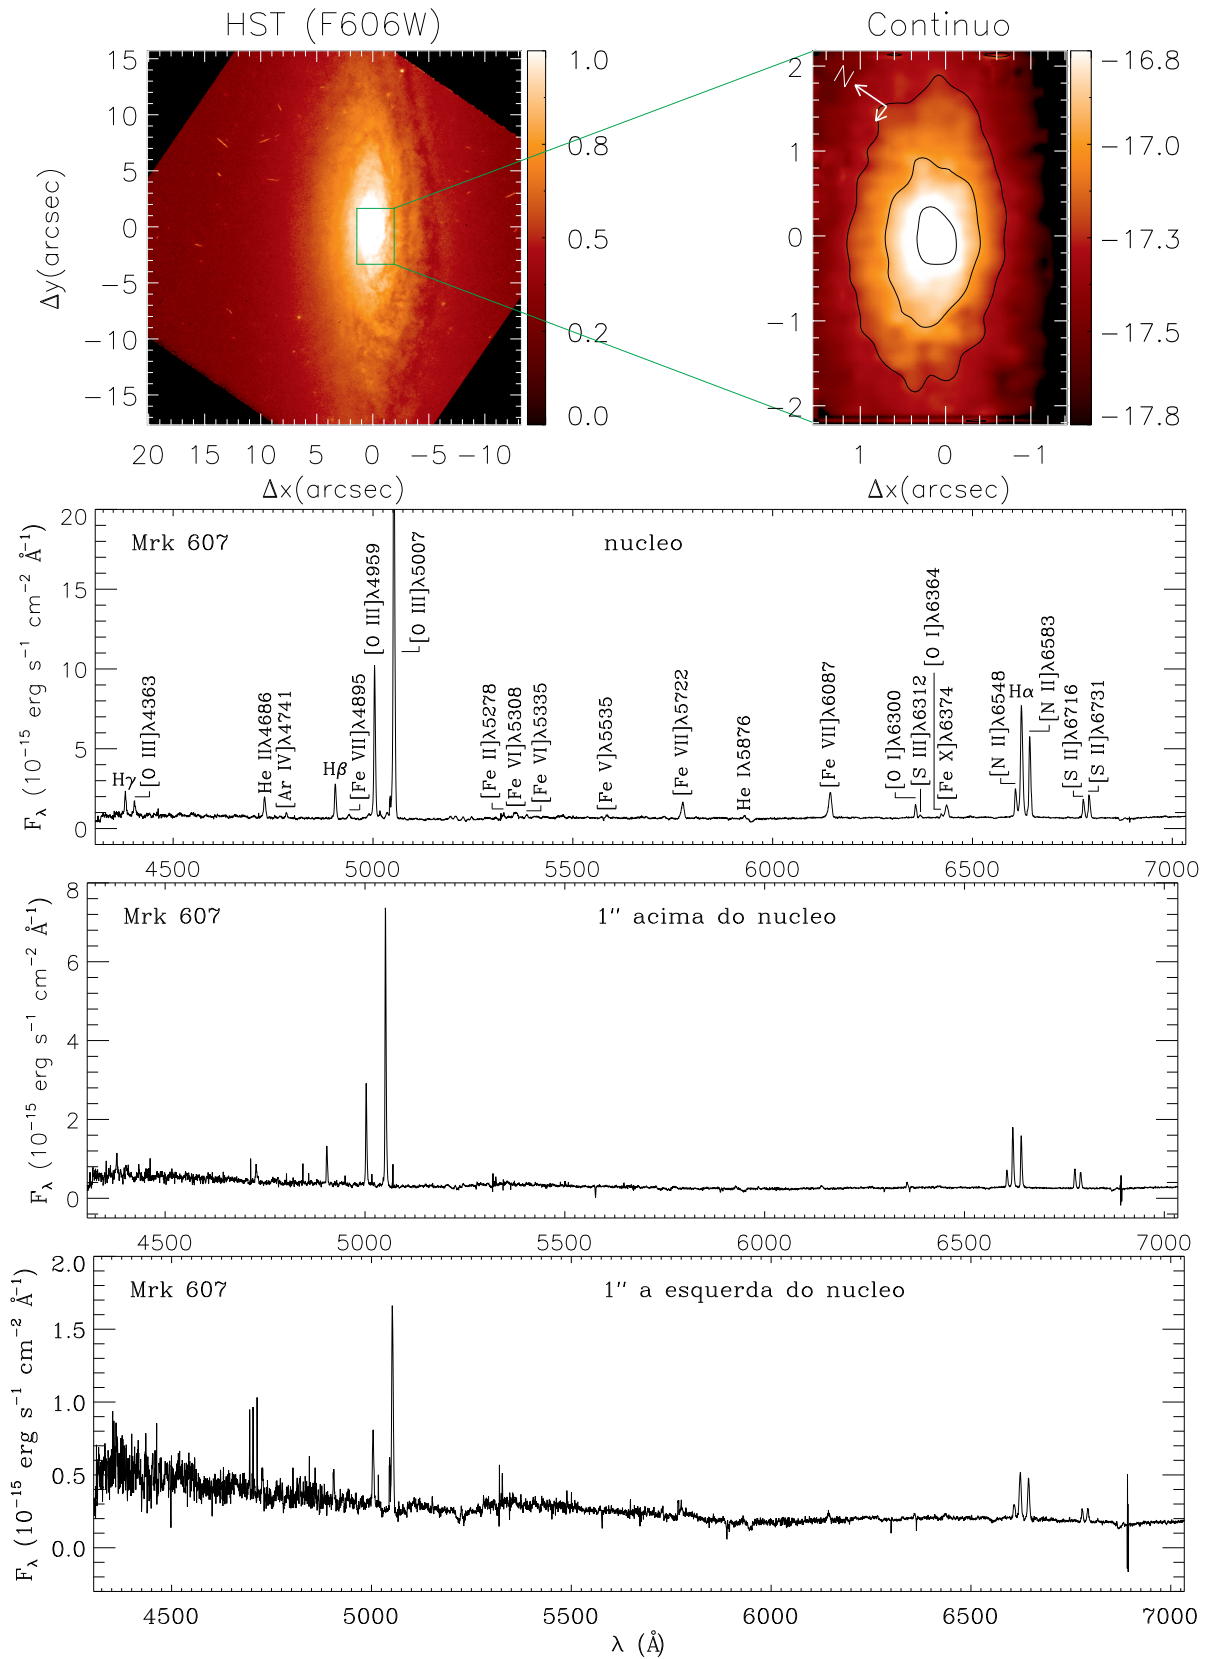 HST (F606W)
Continuo
15
10
5
0
−5
−10
−15
Δy(arcsec)
20 15 10 5 0 −5 −10
Δx(arcsec)
1.0
0.8
0.5
0.2
0.0
N
2
1
0
−1
−2
1 0 −1
Δx(arcsec)
−16.8
−17.0
−17.3
−17.5
−17.8
Mrk 607
nucleo
20
15
10
5
0
F_λ (10⁻¹⁵ erg s⁻¹ cm⁻² Å⁻¹)
Hγ
[O III]λ4363
He IIλ4686
[Ar IV]λ4741
Hβ
[Fe VII]λ4895
[O III]λ4959
[O III]λ5007
[Fe II]λ5278
[Fe VI]λ5308
[Fe VI]λ5335
[Fe V]λ5535
[Fe VII]λ5722
He Iλ5876
[Fe VII]λ6087
[O I]λ6300
[S III]λ6312
[O I]λ6364
[Fe X]λ6374
[N II]λ6548
Hα
[N II]λ6583
[S II]λ6716
[S II]λ6731
4500 5000 5500 6000 6500 7000
Mrk 607
1″ acima do nucleo
8
6
4
2
0
F_λ (10⁻¹⁵ erg s⁻¹ cm⁻² Å⁻¹)
4500 5000 5500 6000 6500 7000
Mrk 607
1″ a esquerda do nucleo
2.0
1.5
1.0
0.5
0.0
F_λ (10⁻¹⁵ erg s⁻¹ cm⁻² Å⁻¹)
4500 5000 5500 6000 6500 7000
λ (Å)